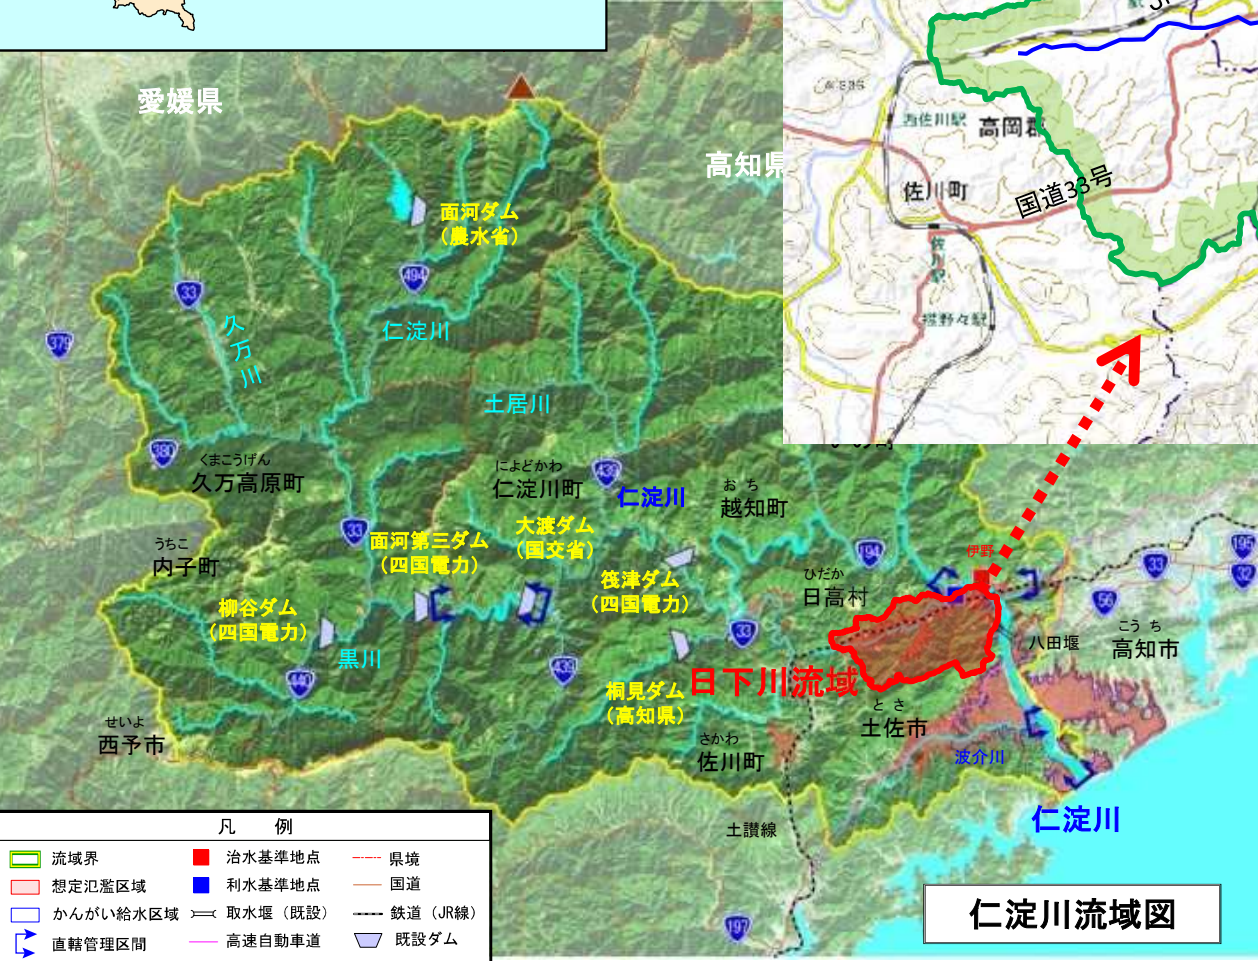 愛媛県
高知県
西佐川駅
高岡郡
佐川町
国道33号
佐川駅
襟野々駅
面河ダム
(農水省)
494
33
379
久万川
仁淀川
土居川
380
くまこうげん
久万高原町
によどかわ
仁淀川町
439
仁淀川
おち
越知町
33
うちこ
内子町
面河第三ダム
(四国電力)
大渡ダム
(国交省)
筏津ダム
(四国電力)
194
伊野
ひだか
日高村
195
33
32
56
柳谷ダム
(四国電力)
黒川
440
439
33
八田堰
こうち
高知市
桐見ダム
(高知県)
日下川流域
とさ
土佐市
せいよ
西予市
さかわ
佐川町
波介川
仁淀川
土讃線
197
凡 例
流域界
治水基準地点
県境
想定氾濫区域
利水基準地点
国道
かんがい給水区域
取水堰（既設）
鉄道（JR線）
直轄管理区間
高速自動車道
既設ダム
仁淀川流域図